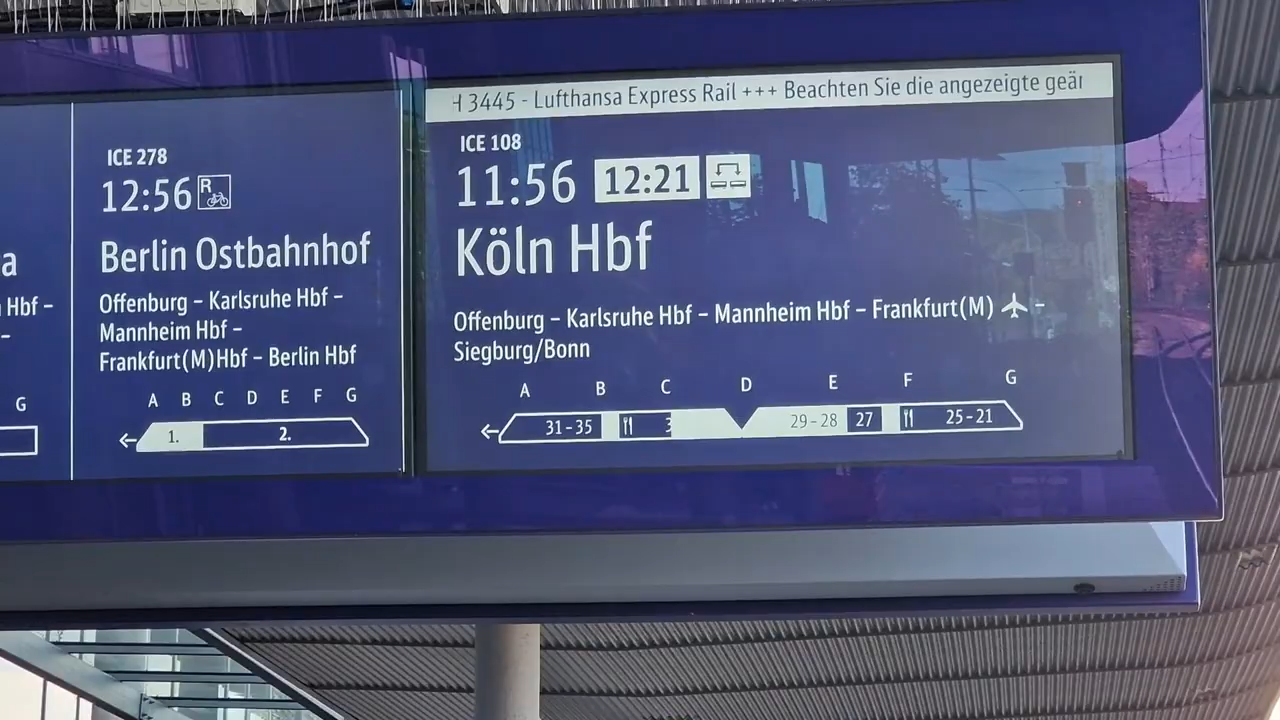 a
Hbf –
–
G
ICE 278
12:56 R
Berlin Ostbahnhof
Offenburg – Karlsruhe Hbf –
Mannheim Hbf –
Frankfurt(M)Hbf – Berlin Hbf
A B C D E F G
1. 2.
3445 - Lufthansa Express Rail +++ Beachten Sie die angezeigte
ICE 108
11:56 12:21
Köln Hbf
Offenburg – Karlsruhe Hbf – Mannheim Hbf – Frankfurt(M) –
Siegburg/Bonn
A B C D E F G
31-35 3 29-28 27 25-21